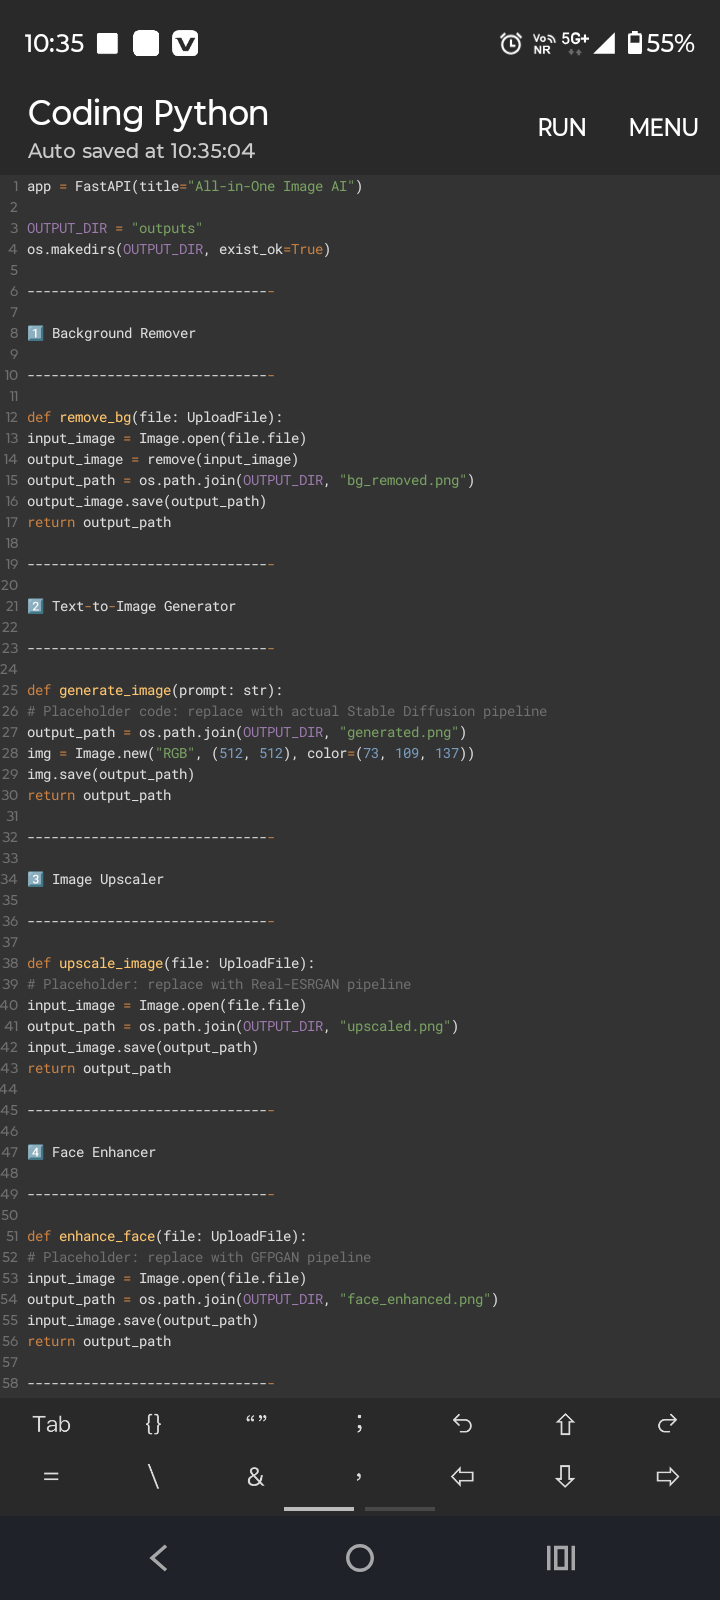 10:35
Vo NR 5G+ 55%
Coding Python
Auto saved at 10:35:04
RUN MENU
1 app = FastAPI(title="All-in-One Image AI")
2
3 OUTPUT_DIR = "outputs"
4 os.makedirs(OUTPUT_DIR, exist_ok=True)
5
6 -------------------------------
7
8 1️⃣ Background Remover
9
10 -------------------------------
11
12 def remove_bg(file: UploadFile):
13 input_image = Image.open(file.file)
14 output_image = remove(input_image)
15 output_path = os.path.join(OUTPUT_DIR, "bg_removed.png")
16 output_image.save(output_path)
17 return output_path
18
19 -------------------------------
20
21 2️⃣ Text-to-Image Generator
22
23 -------------------------------
24
25 def generate_image(prompt: str):
26 # Placeholder code: replace with actual Stable Diffusion pipeline
27 output_path = os.path.join(OUTPUT_DIR, "generated.png")
28 img = Image.new("RGB", (512, 512), color=(73, 109, 137))
29 img.save(output_path)
30 return output_path
31
32 -------------------------------
33
34 3️⃣ Image Upscaler
35
36 -------------------------------
37
38 def upscale_image(file: UploadFile):
39 # Placeholder: replace with Real-ESRGAN pipeline
40 input_image = Image.open(file.file)
41 output_path = os.path.join(OUTPUT_DIR, "upscaled.png")
42 input_image.save(output_path)
43 return output_path
44
45 -------------------------------
46
47 4️⃣ Face Enhancer
48
49 -------------------------------
50
51 def enhance_face(file: UploadFile):
52 # Placeholder: replace with GFPGAN pipeline
53 input_image = Image.open(file.file)
54 output_path = os.path.join(OUTPUT_DIR, "face_enhanced.png")
55 input_image.save(output_path)
56 return output_path
57
58 -------------------------------
Tab {} “” ;
= \ & ,